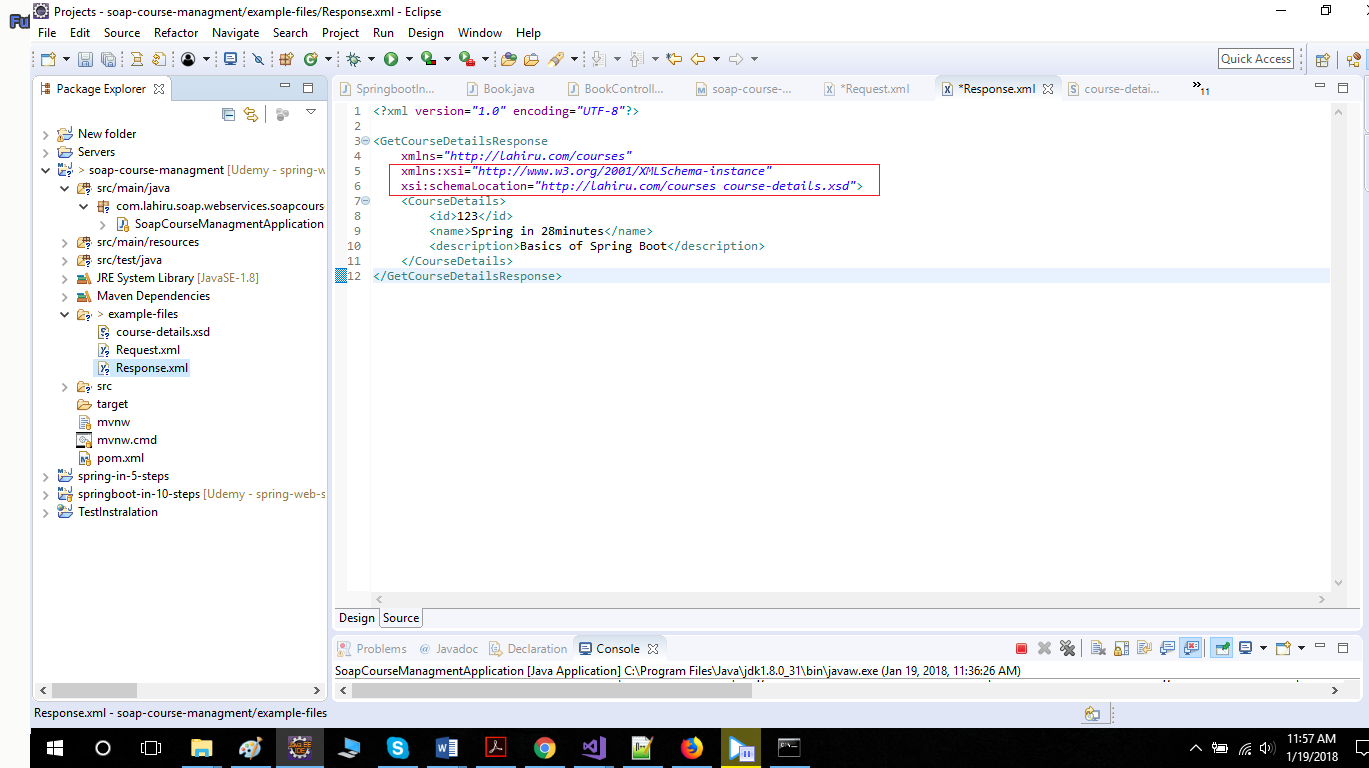 Fu
Projects - soap-course-managment/example-files/Response.xml - Eclipse
File Edit Source Refactor Navigate Search Project Run Design Window Help
Quick Access
Package Explorer
New folder
Servers
> soap-course-managment [Udemy - spring-w
src/main/java
com.lahiru.soap.webservices.soapcours
SoapCourseManagmentApplication
src/main/resources
src/test/java
JRE System Library [JavaSE-1.8]
Maven Dependencies
> example-files
course-details.xsd
Request.xml
Response.xml
src
target
mvnw
mvnw.cmd
pom.xml
spring-in-5-steps
springboot-in-10-steps [Udemy - spring-web-s
TestInstralation
SpringbootIn... Book.java BookControll... soap-course-... *Request.xml *Response.xml course-detai... »11
1 <?xml version="1.0" encoding="UTF-8"?>
2
3 <GetCourseDetailsResponse
4 xmlns="http://lahiru.com/courses"
5 xmlns:xsi="http://www.w3.org/2001/XMLSchema-instance"
6 xsi:schemaLocation="http://lahiru.com/courses course-details.xsd">
7 <CourseDetails>
8 <id>123</id>
9 <name>Spring in 28minutes</name>
10 <description>Basics of Spring Boot</description>
11 </CourseDetails>
12 </GetCourseDetailsResponse>
Design Source
Problems @ Javadoc Declaration Console
SoapCourseManagmentApplication [Java Application] C:\Program Files\Java\jdk1.8.0_31\bin\javaw.exe (Jan 19, 2018, 11:36:26 AM)
Response.xml - soap-course-managment/example-files
11:57 AM
1/19/2018